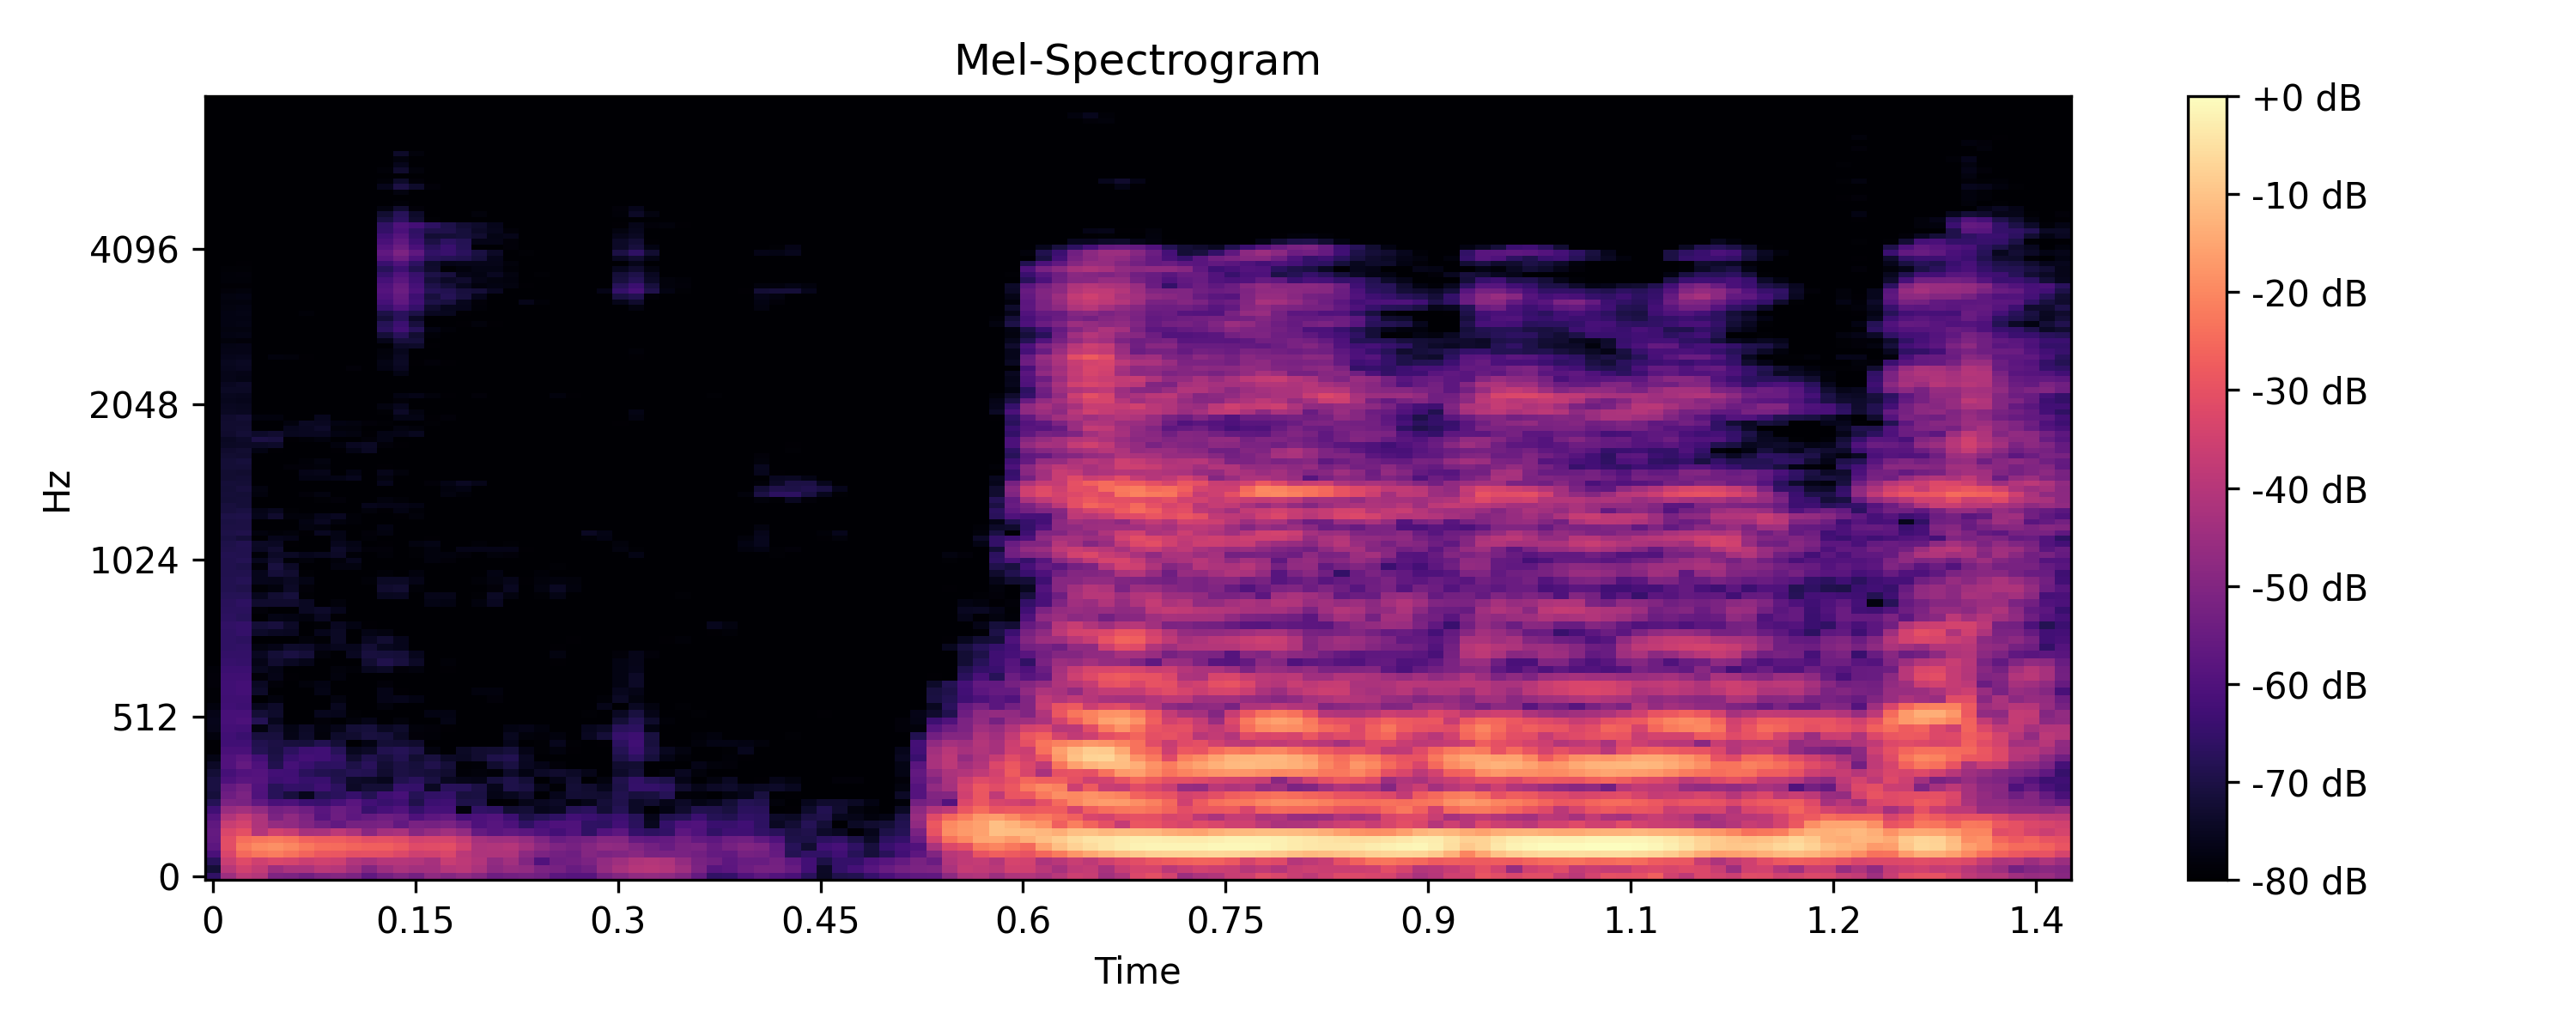 Mel-Spectrogram
+0 dB
-10 dB
-20 dB
-30 dB
-40 dB
-50 dB
-60 dB
-70 dB
-80 dB
4096
2048
1024
512
0
Hz
0 0.15 0.3 0.45 0.6 0.75 0.9 1.1 1.2 1.4
Time